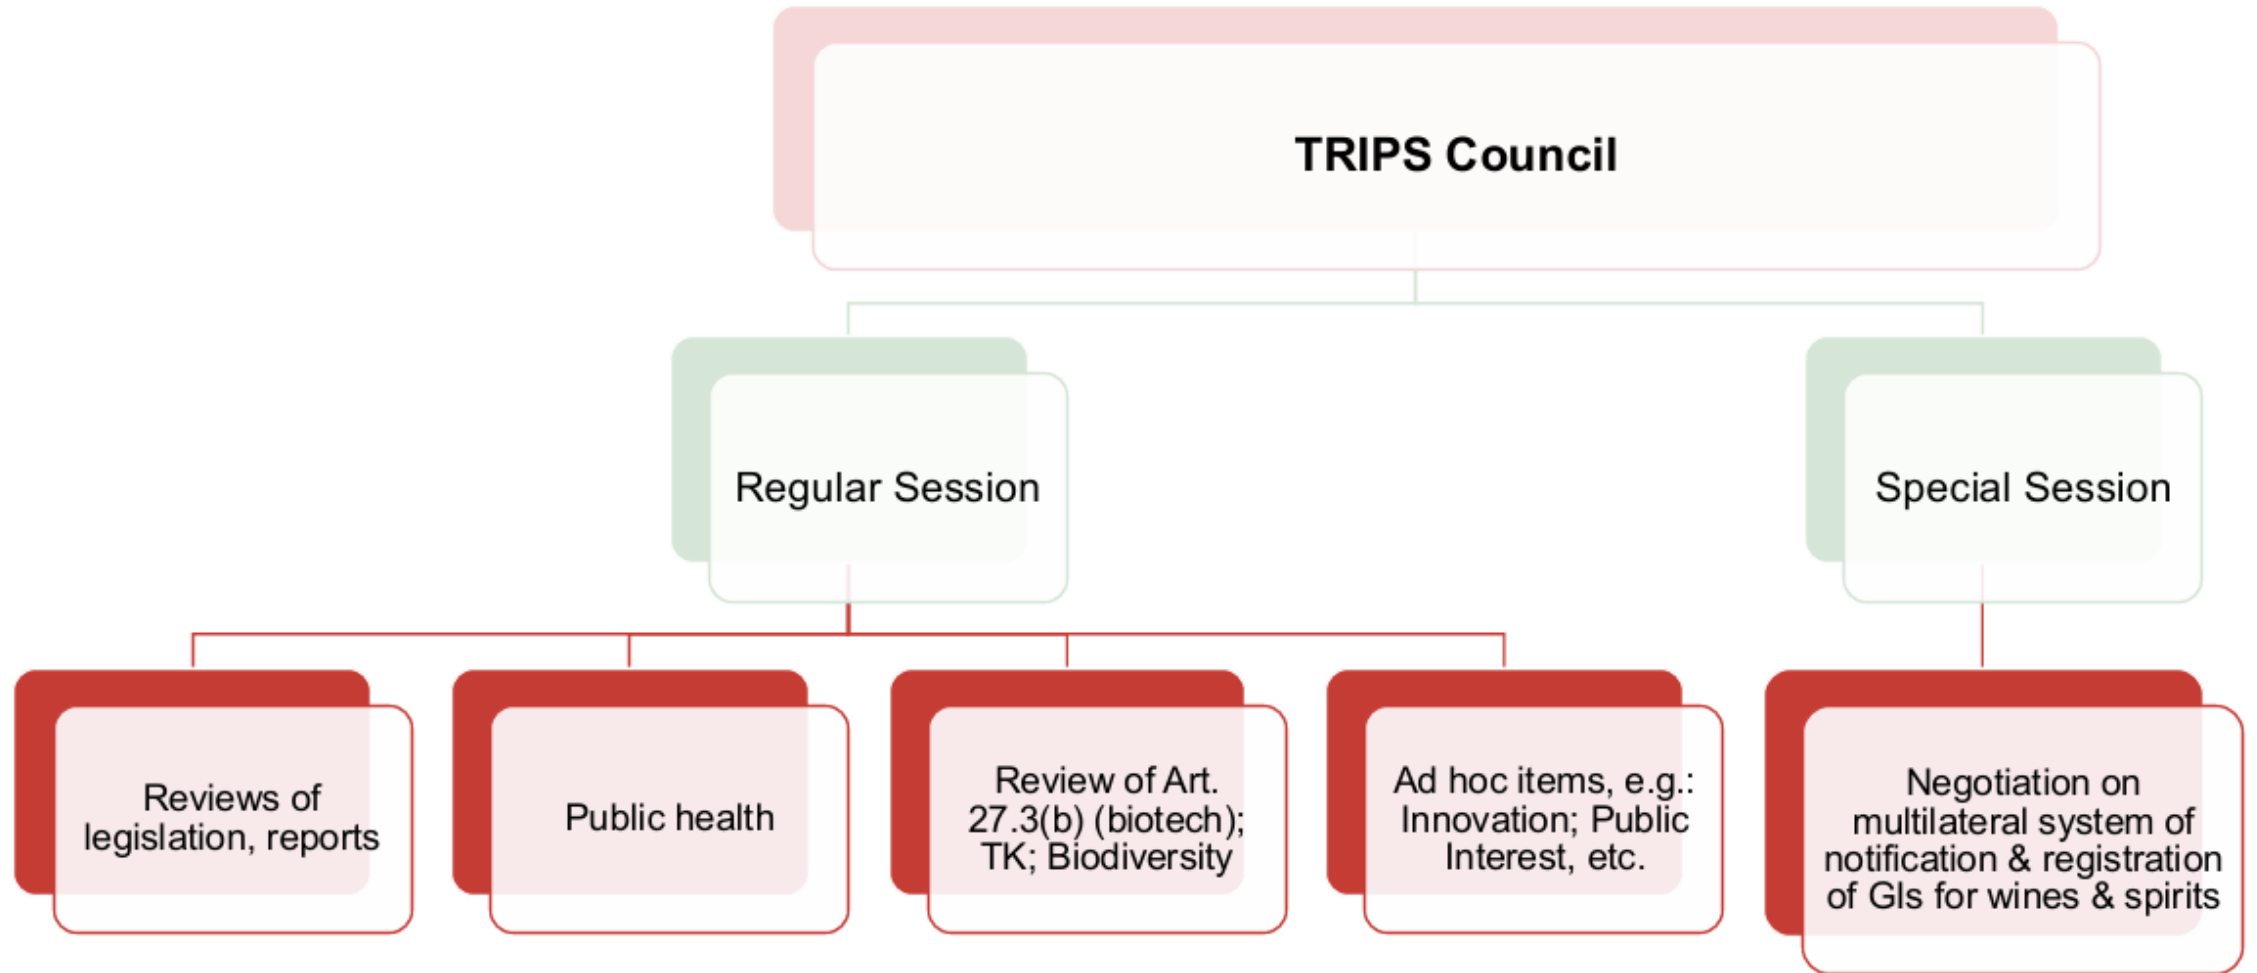 TRIPS Council
Regular Session
Special Session
Reviews of
legislation, reports
Public health
Review of Art.
27.3(b) (biotech);
TK; Biodiversity
Ad hoc items, e.g.:
Innovation; Public
Interest, etc.
Negotiation on
multilateral system of
notification & registration
of GIs for wines & spirits